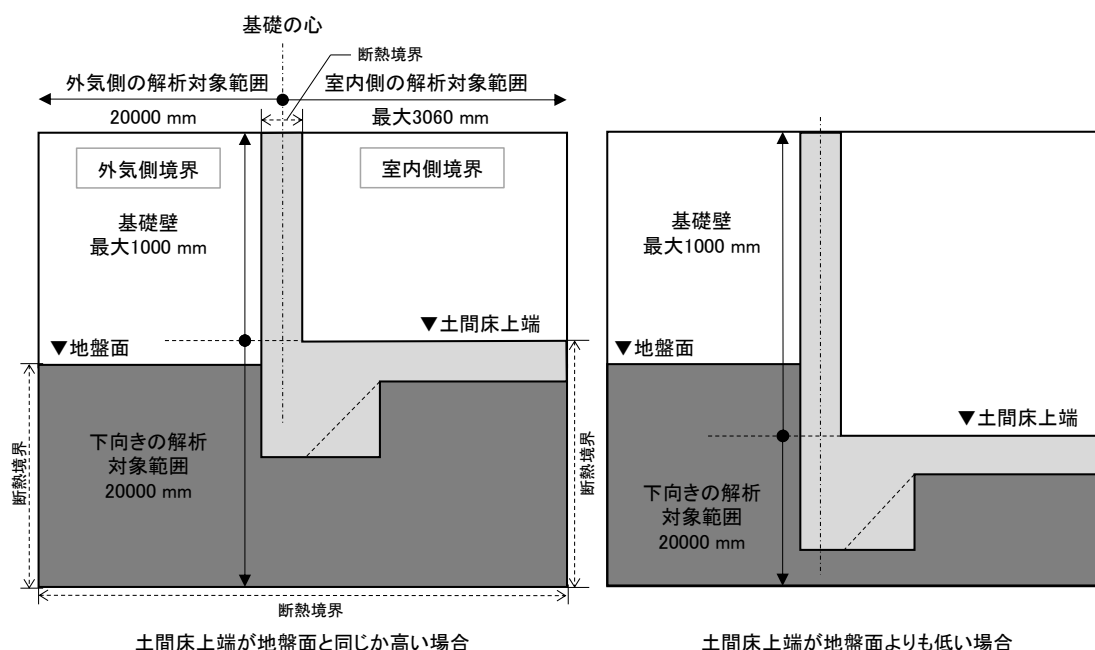 基礎の心
断熱境界
外気側の解析対象範囲
室内側の解析対象範囲
20000 mm
最大3060 mm
外気側境界
室内側境界
基礎壁
最大1000 mm
▼土間床上端
▼地盤面
下向きの解析
対象範囲
20000 mm
断熱境界
断熱境界
断熱境界
土間床上端が地盤面と同じか高い場合
基礎壁
最大1000 mm
▼地盤面
▼土間床上端
下向きの解析
対象範囲
20000 mm
土間床上端が地盤面よりも低い場合